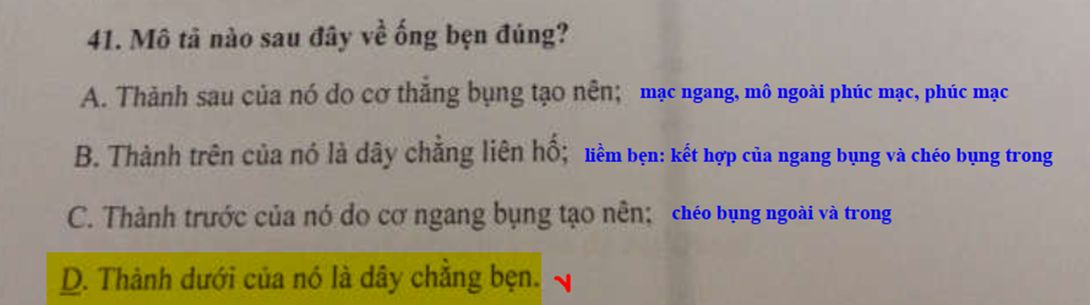 41. Mô tả nào sau đây về ống bẹn đúng?
A. Thành sau của nó do cơ thẳng bụng tạo nên; mạc ngang, mô ngoài phúc mạc, phúc mạc
B. Thành trên của nó là dây chằng liên hố; liềm bẹn: kết hợp của ngang bụng và chéo bụng trong
C. Thành trước của nó do cơ ngang bụng tạo nên; chéo bụng ngoài và trong
D. Thành dưới của nó là dây chằng bẹn.